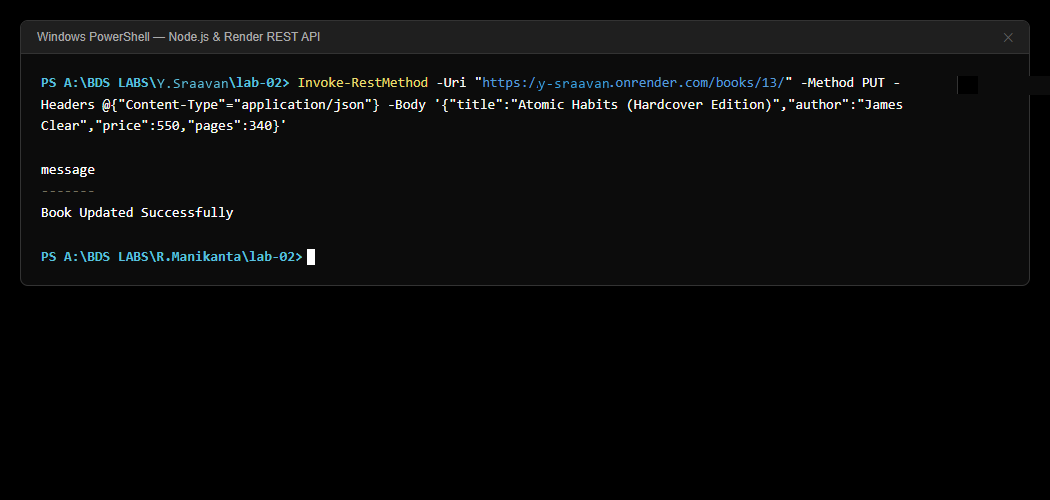 Windows PowerShell — Node.js & Render REST API
PS A:\BDS LABS\Y.Sraavan\lab-02> Invoke-RestMethod -Uri "https:/y-sraavan.onrender.com/books/13/" -Method PUT -
Headers @{"Content-Type"="application/json"} -Body '{"title":"Atomic Habits (Hardcover Edition)","author":"James
Clear","price":550,"pages":340}'
message
-------
Book Updated Successfully
PS A:\BDS LABS\R.Manikanta\lab-02>